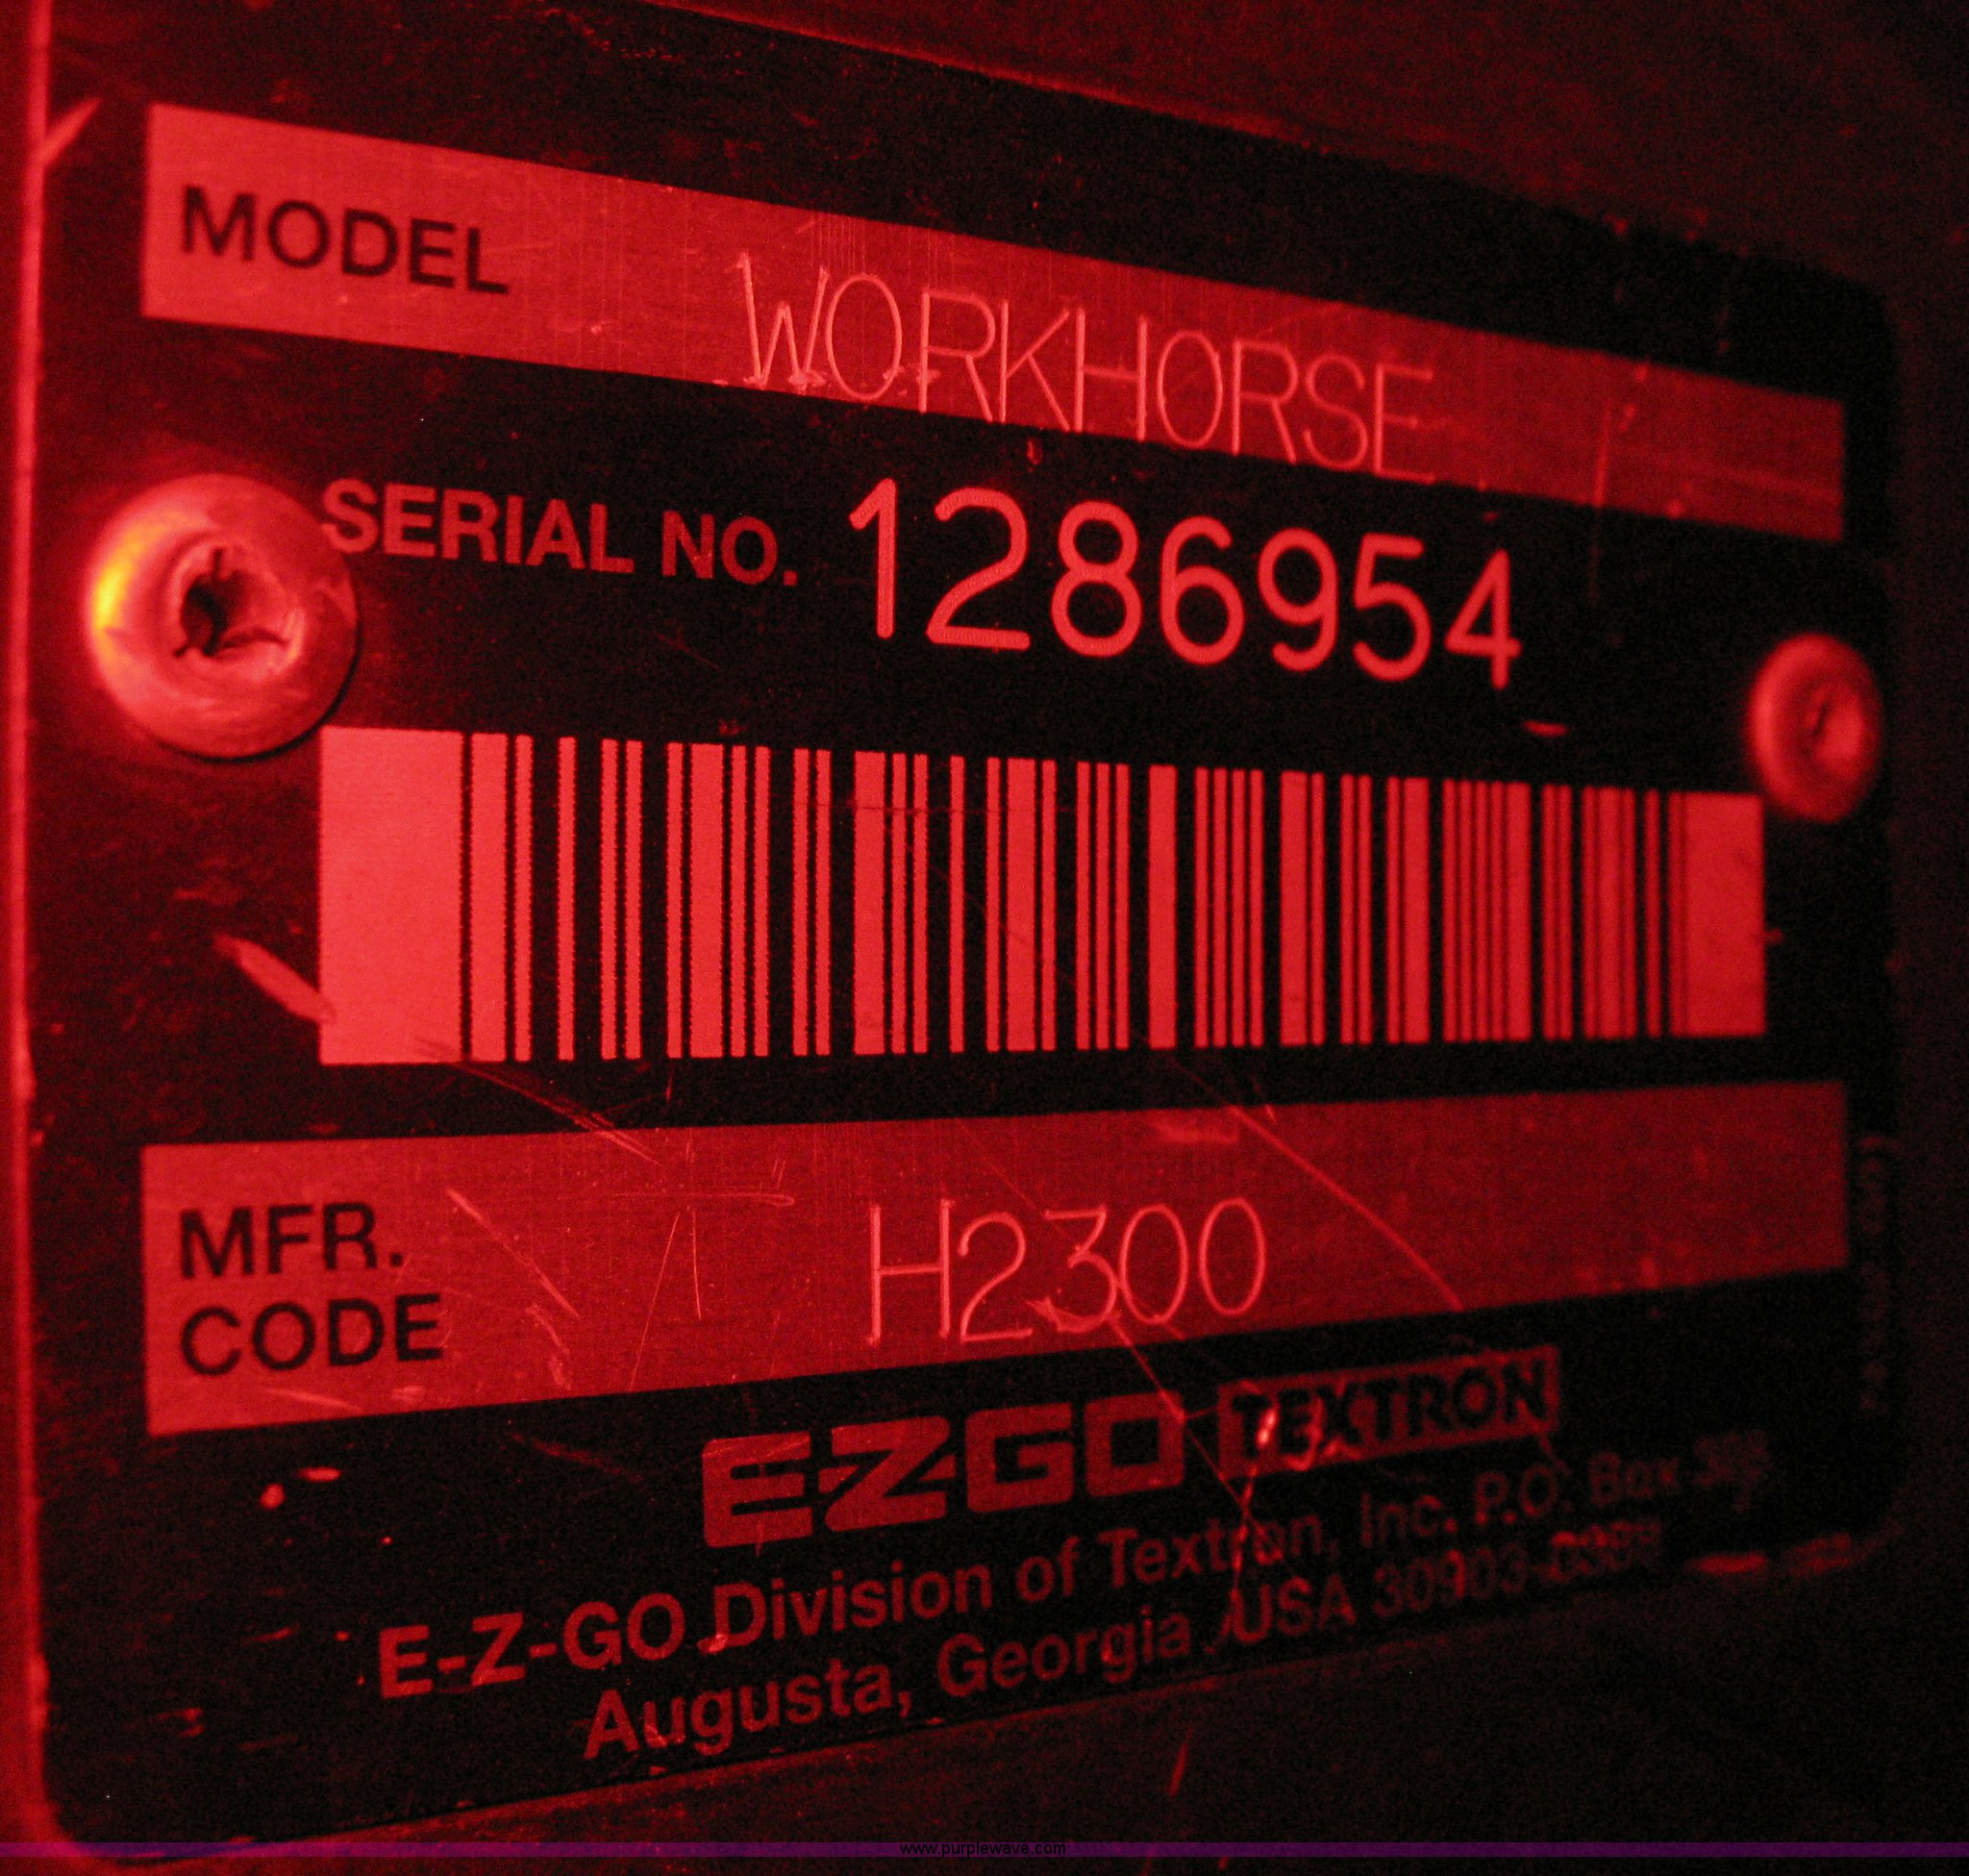 MODEL WORKHORSE
SERIAL NO. 1286954
MFR.
CODE H2300
E-Z-GO TEXTRON
E-Z-GO Division of Textron, Inc. P.O. Box
Augusta, Georgia USA
www.purplewave.com